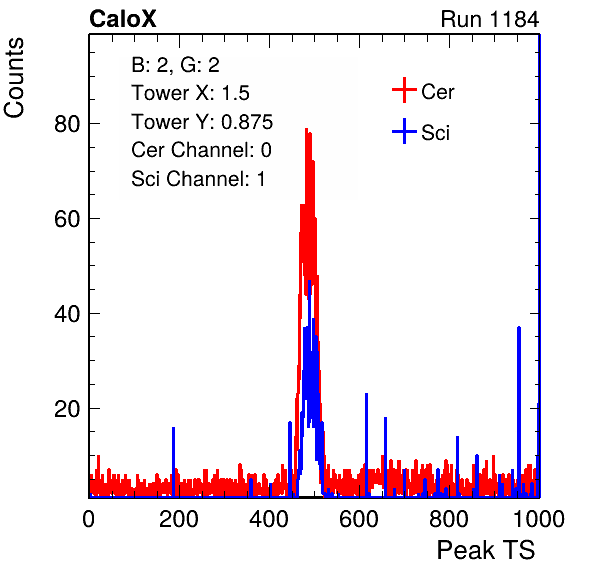 CaloX Run 1184
Counts
B: 2, G: 2
Tower X: 1.5
Tower Y: 0.875
Cer Channel: 0
Sci Channel: 1
Cer
Sci
80
60
40
20
0 200 400 600 800 1000
Peak TS